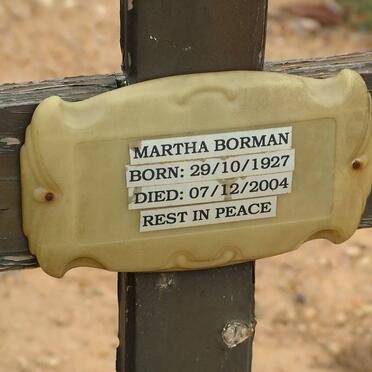 MARTHA BORMAN
BORN: 29/10/1927
DIED: 07/12/2004
REST IN PEACE